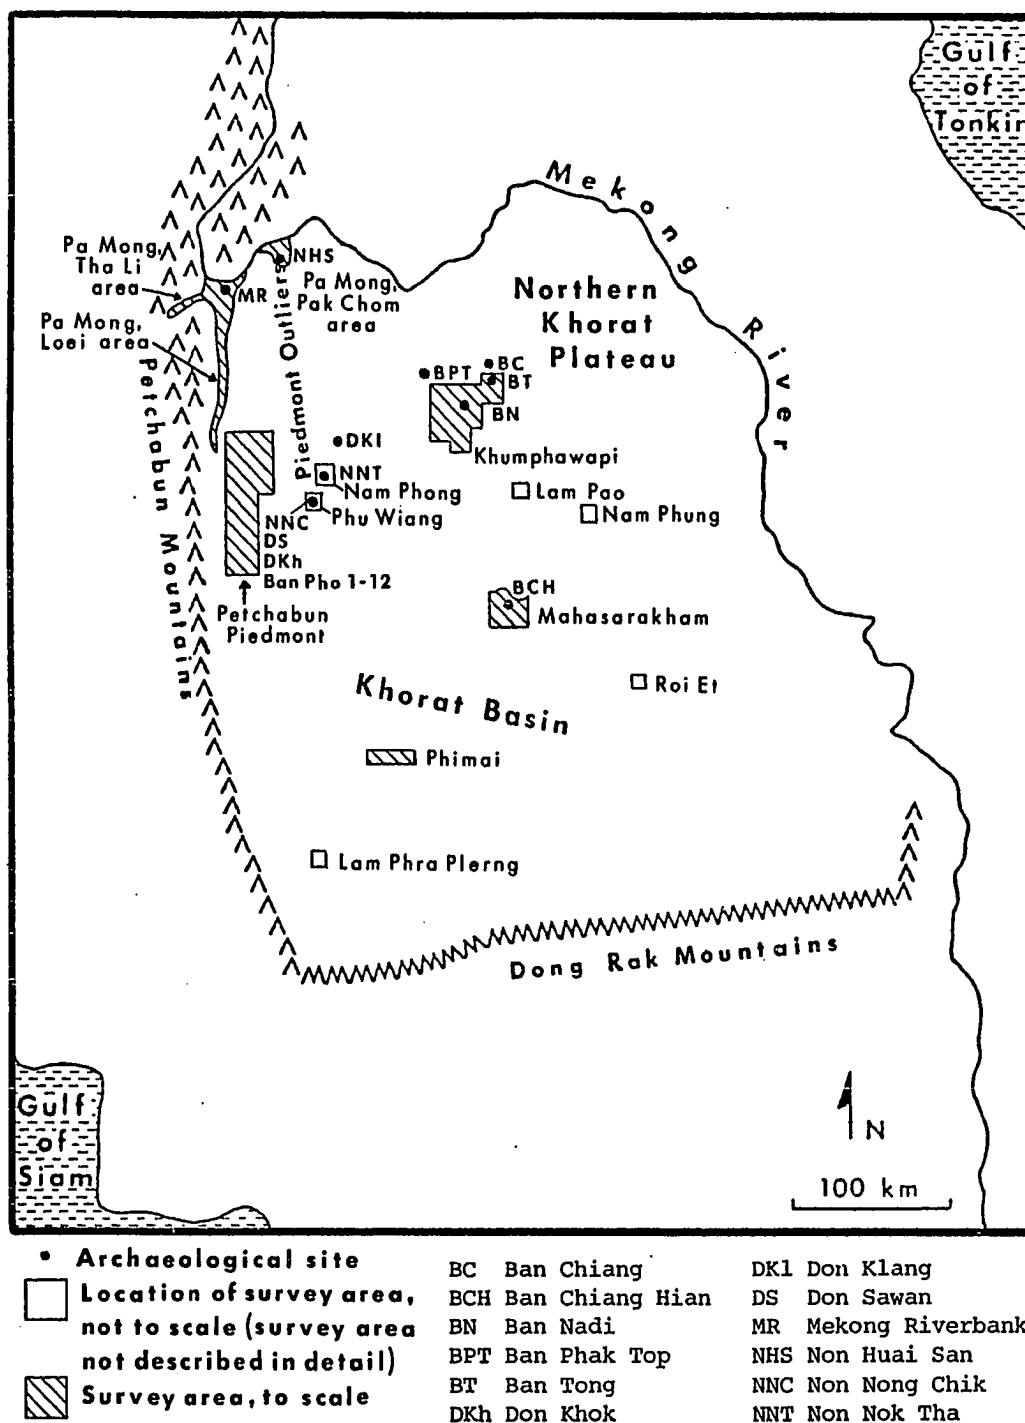 Gulf
of
Tonkin
Mekong River
Pa Mong,
Tha Li
area
NHS
Pa Mong,
Pak Chom
area
MR
Pa Mong,
Loei area
Northern
Khorat
Plateau
Piedmont Outliers
Petchabun Mountains
BC
BPT
BT
BN
Khumphawapi
DKl
NNT
Nam Phong
Lam Pao
Nam Phung
NNC
Phu Wiang
DS
DKh
Ban Pho 1-12
Petchabun
Piedmont
BCH
Mahasarakham
Roi Et
Khorat Basin
Phimai
Lam Phra Plerng
Dong Rak Mountains
Gulf
of
Siam
N
100 km
Archaeological site
Location of survey area,
not to scale (survey area
not described in detail)
Survey area, to scale
BC Ban Chiang
BCH Ban Chiang Hian
BN Ban Nadi
BPT Ban Phak Top
BT Ban Tong
DKh Don Khok
DKl Don Klang
DS Don Sawan
MR Mekong Riverbank
NHS Non Huai San
NNC Non Nong Chik
NNT Non Nok Tha